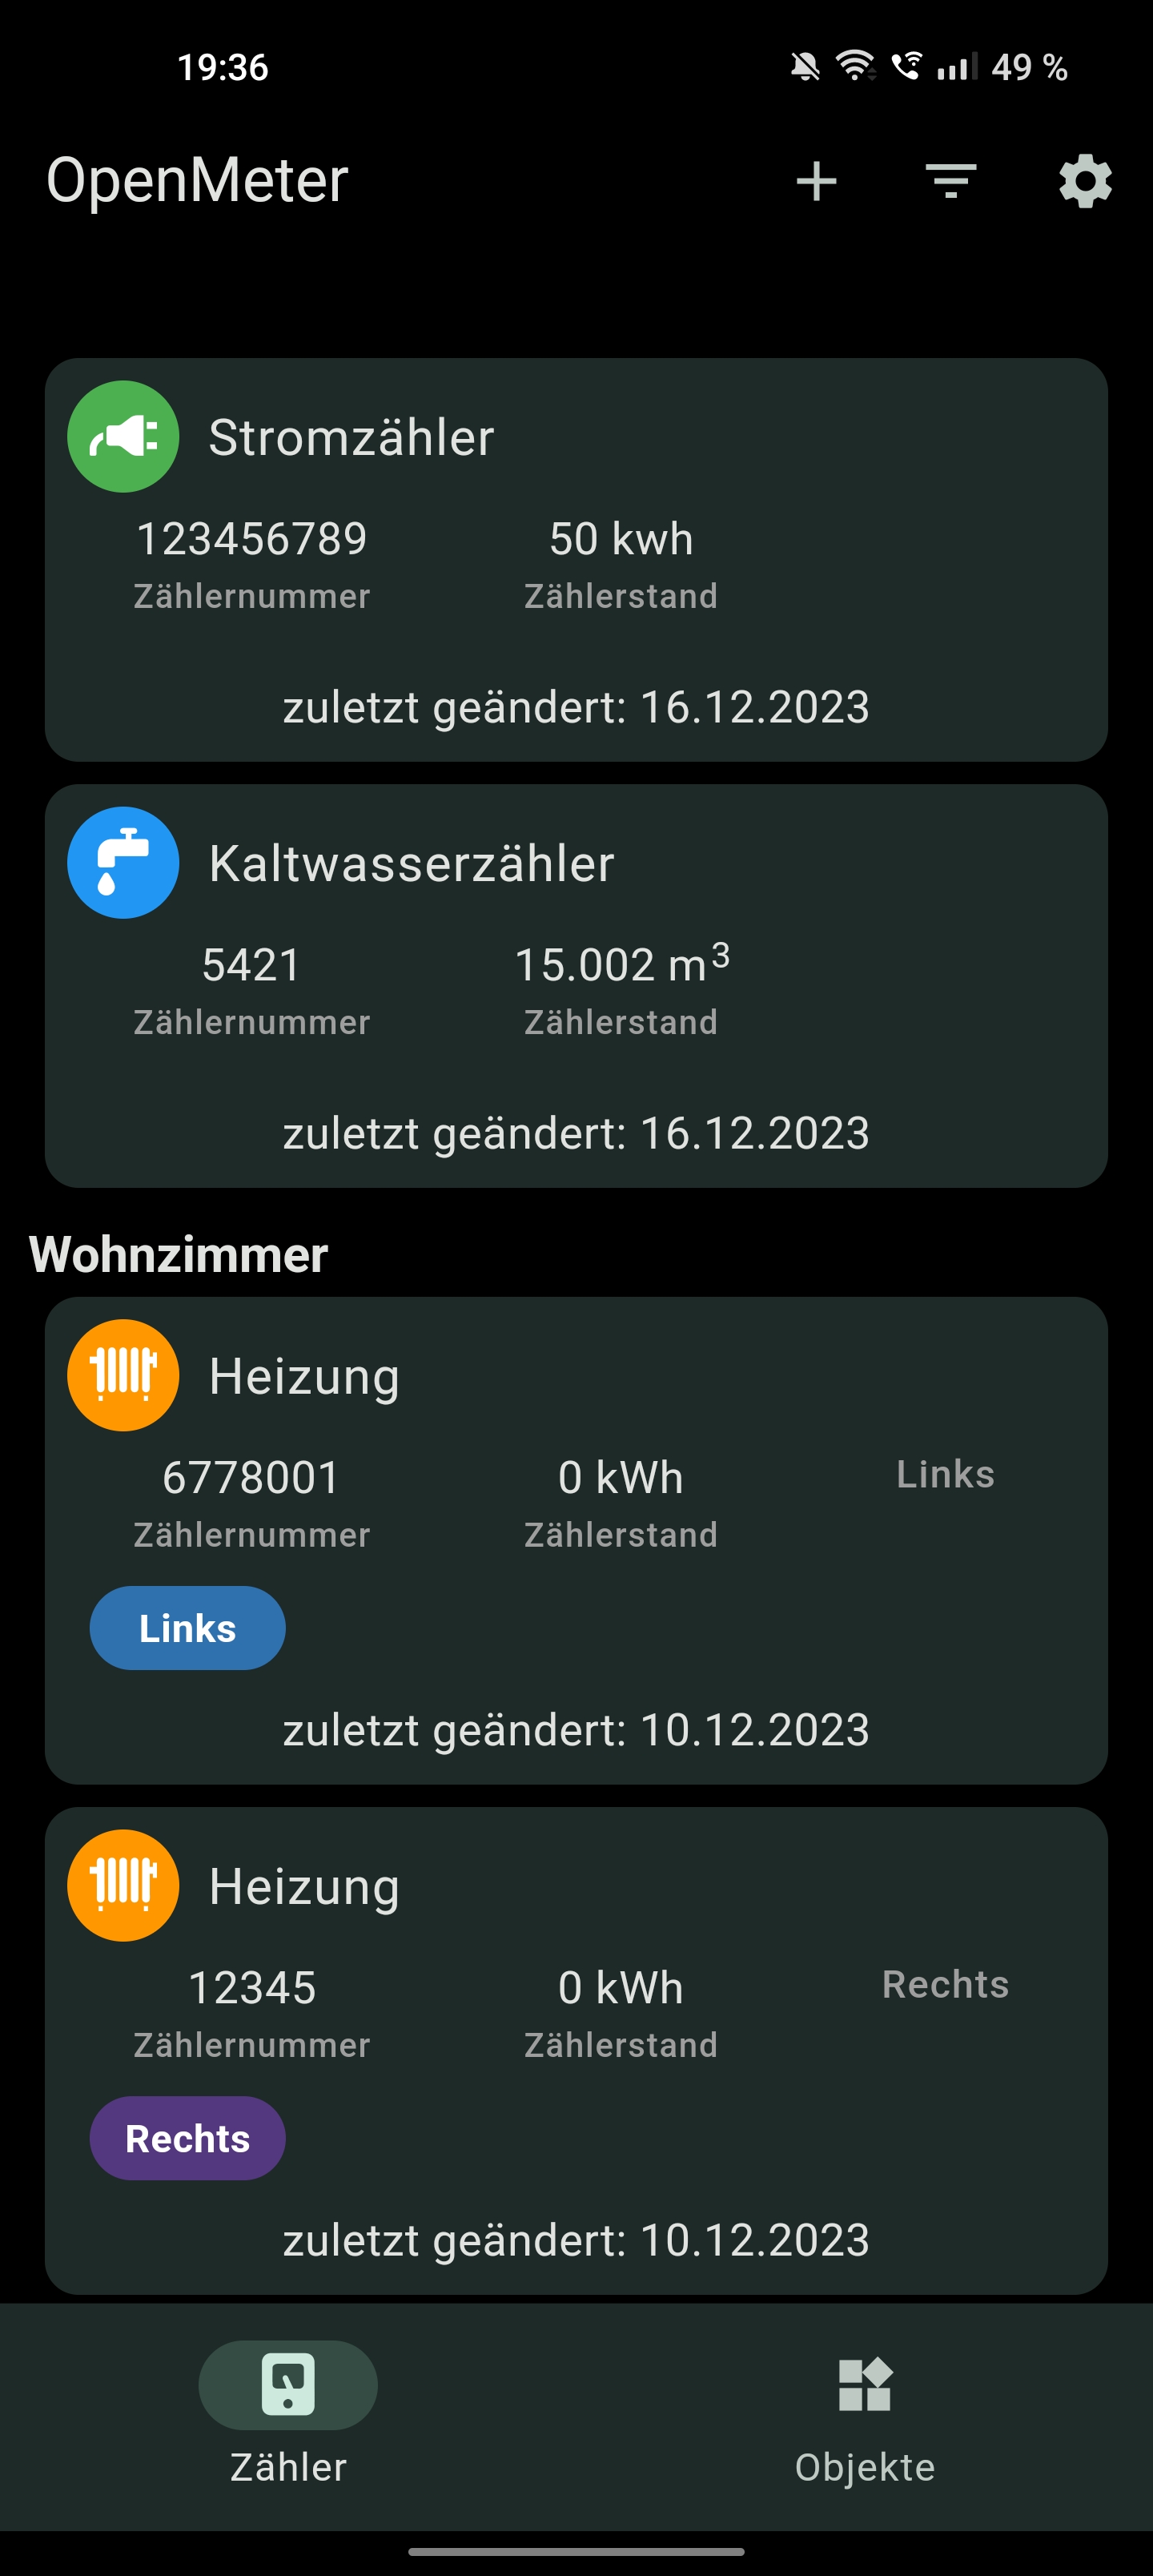 19:36 49 %
OpenMeter
Stromzähler
123456789 50 kwh
Zählernummer Zählerstand
zuletzt geändert: 16.12.2023
Kaltwasserzähler
5421 15.002 m³
Zählernummer Zählerstand
zuletzt geändert: 16.12.2023
Wohnzimmer
Heizung
6778001 0 kWh Links
Zählernummer Zählerstand
Links
zuletzt geändert: 10.12.2023
Heizung
12345 0 kWh Rechts
Zählernummer Zählerstand
Rechts
zuletzt geändert: 10.12.2023
Zähler Objekte